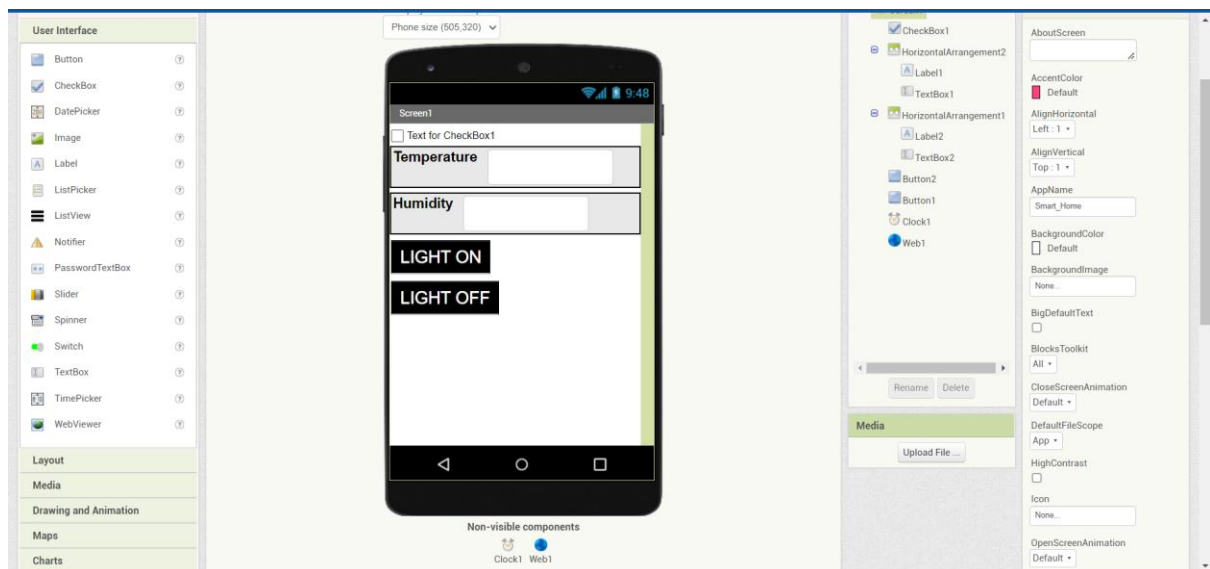 User Interface
Button
CheckBox
DatePicker
Image
Label
ListPicker
ListView
Notifier
PasswordTextBox
Slider
Spinner
Switch
TextBox
TimePicker
WebViewer
Layout
Media
Drawing and Animation
Maps
Charts
Phone size (505,320)
9:48
Screen1
Text for CheckBox1
Temperature
Humidity
LIGHT ON
LIGHT OFF
Non-visible components
Clock1 Web1
CheckBox1
HorizontalArrangement2
Label1
TextBox1
HorizontalArrangement1
Label2
TextBox2
Button2
Button1
Clock1
Web1
Rename Delete
Media
Upload File ...
AboutScreen
AccentColor
Default
AlignHorizontal
Left : 1
AlignVertical
Top : 1
AppName
Smart_Home
BackgroundColor
Default
BackgroundImage
None...
BigDefaultText
BlocksToolkit
All
CloseScreenAnimation
Default
DefaultFileScope
App
HighContrast
Icon
None...
OpenScreenAnimation
Default